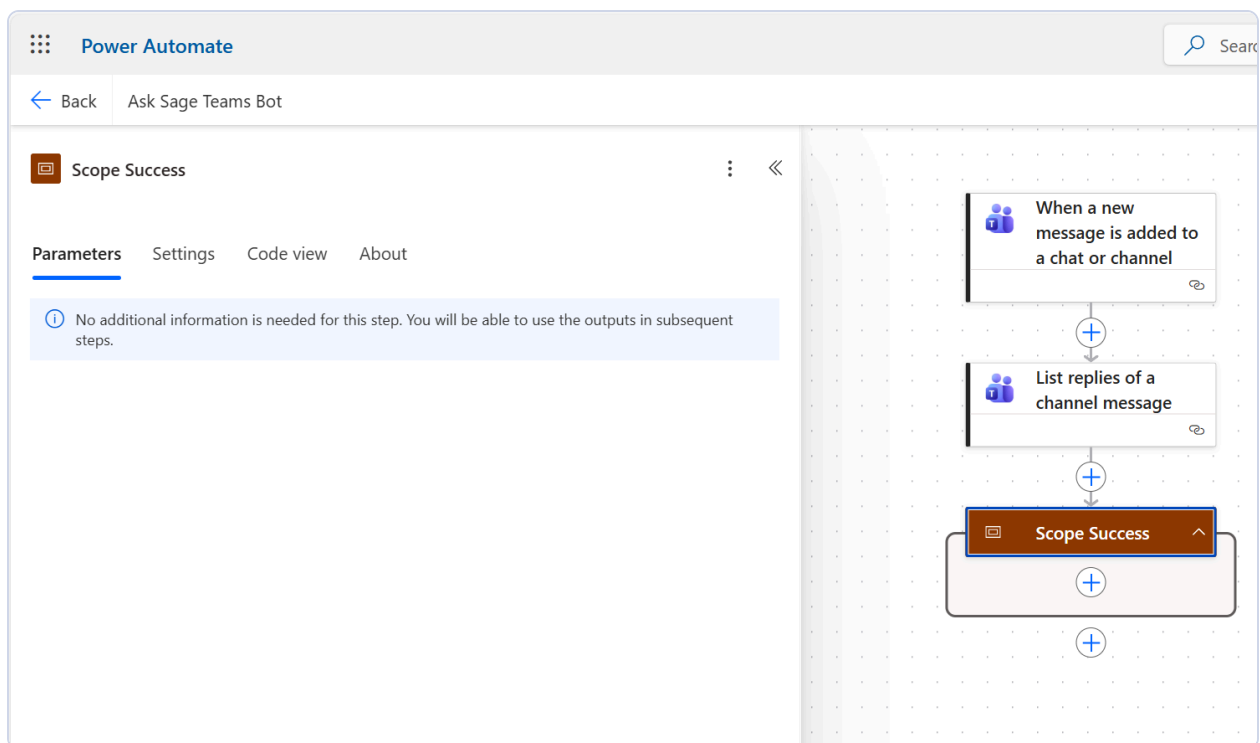 Power Automate
Back
Ask Sage Teams Bot
Scope Success
Parameters
Settings
Code view
About
No additional information is needed for this step. You will be able to use the outputs in subsequent
steps.
When a new
message is added to
a chat or channel
List replies of a
channel message
Scope Success